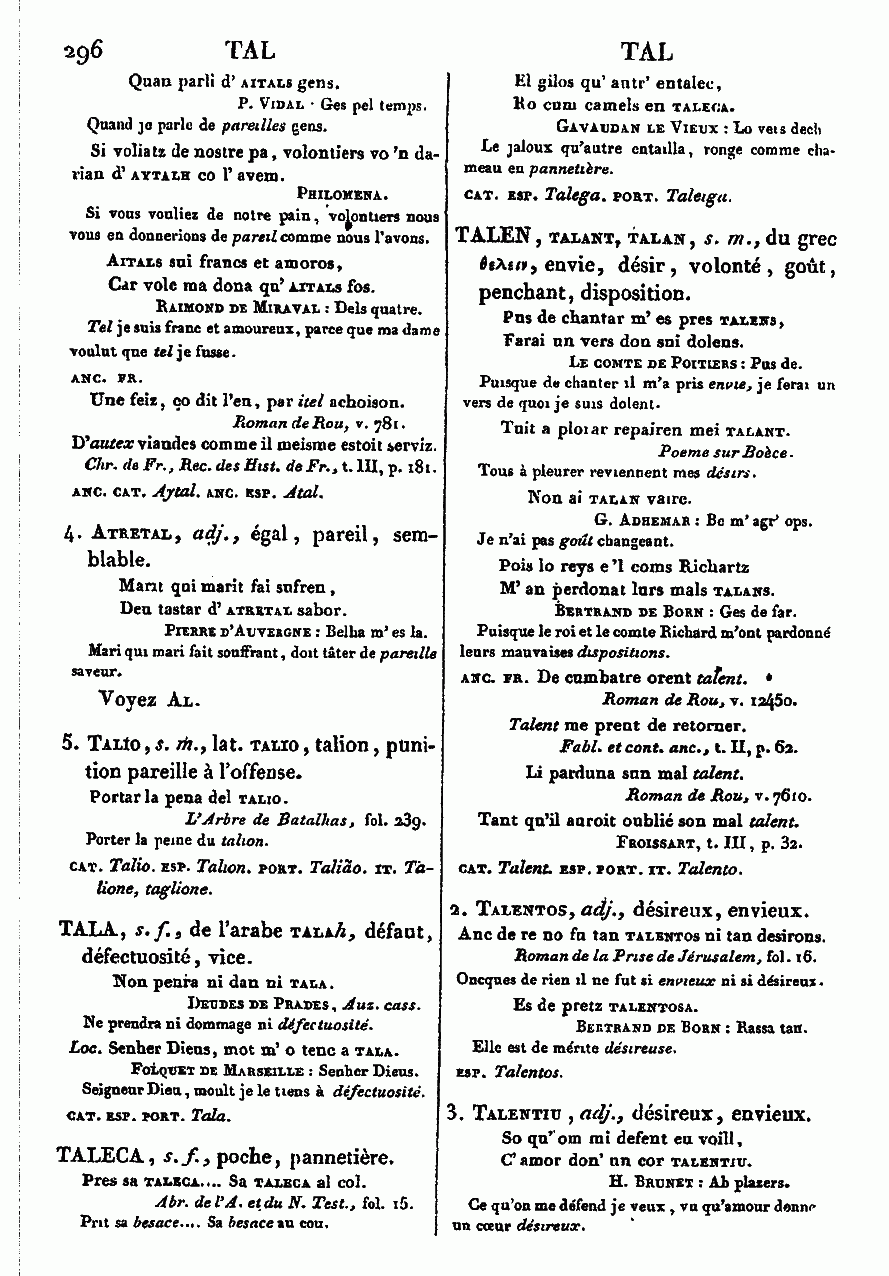 296 TAL TAL
Quan parli d' AITALS gens.
P. VIDAL : Ges pel temps.
Quand je parle de pareilles gens.
Si voliatz de nostre pa, volontiers vo 'n da-
rian d' AYTALH co l' avem.
PHILOMENA.
Si vous vouliez de notre pain, volontiers nous
vous en donnerions de pareil comme nous l'avons.
AITALS sui francs et amoros,
Car vole ma dona qu' AITALS fos.
RAIMOND DE MIRAVAL : Dels quatre.
Tel je suis franc et amoureux, parce que ma dame
voulut que tel je fusse.
ANC. FR.
Une feiz, ço dit l'en, par itel achoison.
Roman de Rou, v. 781.
D'autex viandes comme il meisme estoit serviz.
Chr. de Fr., Rec. des Hist. de Fr., t. III, p. 181.
ANC. CAT. Aytal. ANC. ESP. Atal.
4. ATRETAL, adj., égal, pareil, sem-
blable.
Marit qui marit fai sufren,
Deu tastar d' ATRETAL sabor.
PIERRE D'AUVERGNE : Belha m' es la.
Mari qui mari fait souffrant, doit tâter de pareille
saveur.
Voyez AL.
5. TALIO, s. m., lat. TALIO, talion, puni-
tion pareille à l'offense.
Portar la pena del TALIO.
L'Arbre de Batalhas, fol. 239.
Porter la peine du talion.
CAT. Talio. ESP. Talion. PORT. Talião. IT. Ta-
lione, taglione.
TALA, s. f., de l'arabe TALAh, défaut,
défectuosité, vice.
Non penra ni dan ni TALA.
DEUDES DE PRADES, Auz. cass.
Ne prendra ni dommage ni défectuosité.
Loc. Senher Diens, mot m' o tenc a TALA.
FOLQUET DE MARSEILLE : Senher Dieus.
Seigneur Dieu, moult je le tiens à défectuosité.
CAT. ESP. PORT. Tala.
TALECA, s. f., poche, pannetière.
Pres sa TALECA.... Sa TALECA al col.
Abr. de l'A. et du N. Test., fol. 15.
Prit sa besace.... Sa besace au cou.
El gilos qu' autr' entalec,
Ro cum camels en TALECA.
GAVAUDAN LE VIEUX : Lo vers dech
Le jaloux qu'autre entailla, ronge comme cha-
meau en pannetière.
CAT. ESP. Talega. PORT. Taleiga.
TALEN, TALANT, TALAN, s. m., du grec
θελειν, envie, désir, volonté, goût,
penchant, disposition.
Pus de chantar m' es pres TALENS,
Farai un vers don sui dolens.
LE COMTE DE POITIERS : Pus de.
Puisque de chanter il m'a pris envie, je ferai un
vers de quoi je suis dolent.
Tuit a plorar repairen mei TALANT.
Poeme sur Boèce.
Tous à pleurer reviennent mes désirs.
Non ai TALAN vaire.
G. ADHEMAR : Be m' agr' ops.
Je n'ai pas goût changeant.
Pois lo reys e 'l coms Richartz
M' an perdonat lurs mals TALANS.
BERTRAND DE BORN : Ges de far.
Puisque le roi et le comte Richard m'ont pardonné
leurs mauvaises dispositions.
ANC. FR. De cumbatre orent talent.
Roman de Rou, v. 12450.
Talent me prent de retorner.
Fabl. et cont. anc., t. II, p. 62.
Li parduna sun mal talent.
Roman de Rou, v. 7610.
Tant qu'il auroit oublié son mal talent.
FROISSART, t. III, p. 32.
CAT. Talent. ESP. PORT. IT. Talento.
2. TALENTOS, adj., désireux, envieux.
Anc de re no fu tan TALENTOS ni tan desirons.
Roman de la Prise de Jérusalem, fol. 16.
Oncques de rien il ne fut si envieux ni si désireux.
Es de pretz TALENTOSA.
BERTRAND DE BORN : Rassa tan.
Elle est de mérite désireuse.
ESP. Talentos.
3. TALENTIU, adj., désireux, envieux.
So qu' om mi defent eu voill,
C' amor don' un cor TALENTIU.
H. BRUNET : Ab plazers.
Ce qu'on me défend je veux, vu qu'amour donne
un cœur désireux.